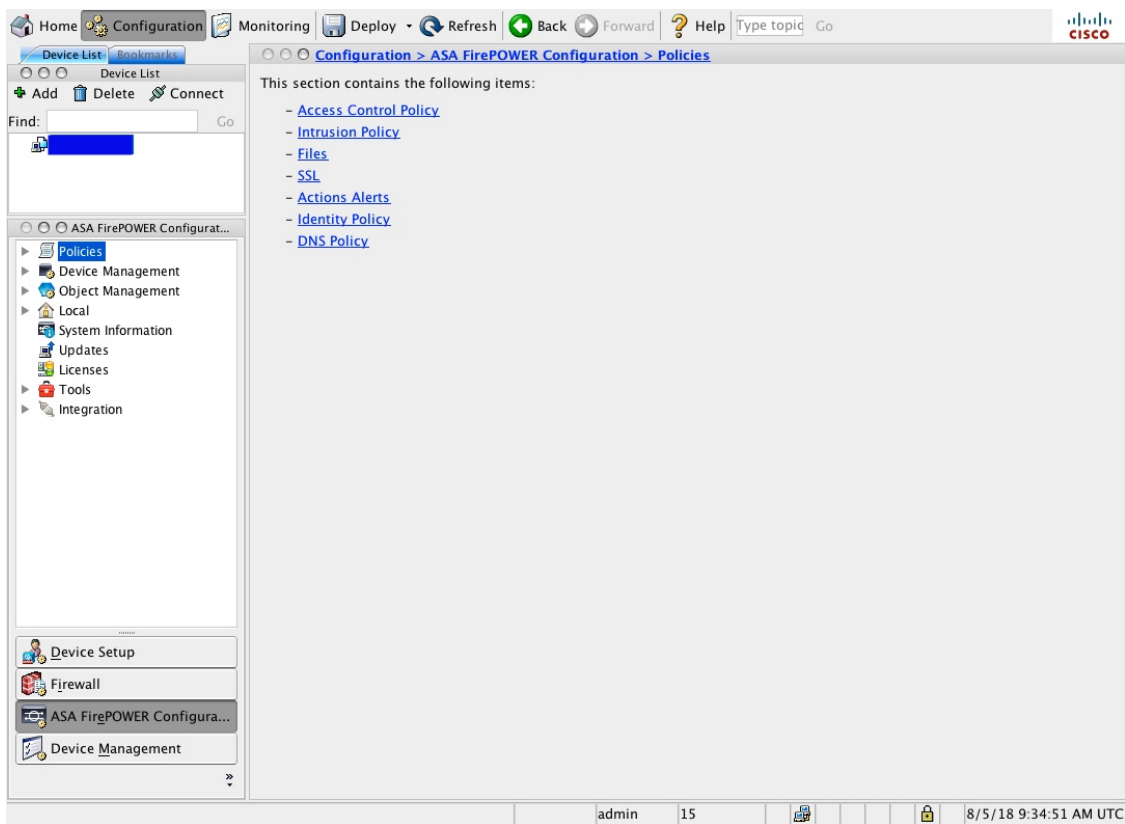 Home Configuration Monitoring Deploy Refresh Back Forward Help Type topic Go
CISCO
Device List Bookmarks
Device List
Add Delete Connect
Find: Go
ASA FirePOWER Configurat...
Policies
Device Management
Object Management
Local
System Information
Updates
Licenses
Tools
Integration
Device Setup
Firewall
ASA FirePOWER Configura...
Device Management
Configuration > ASA FirePOWER Configuration > Policies
This section contains the following items:
– Access Control Policy
– Intrusion Policy
– Files
– SSL
– Actions Alerts
– Identity Policy
– DNS Policy
admin 15 8/5/18 9:34:51 AM UTC